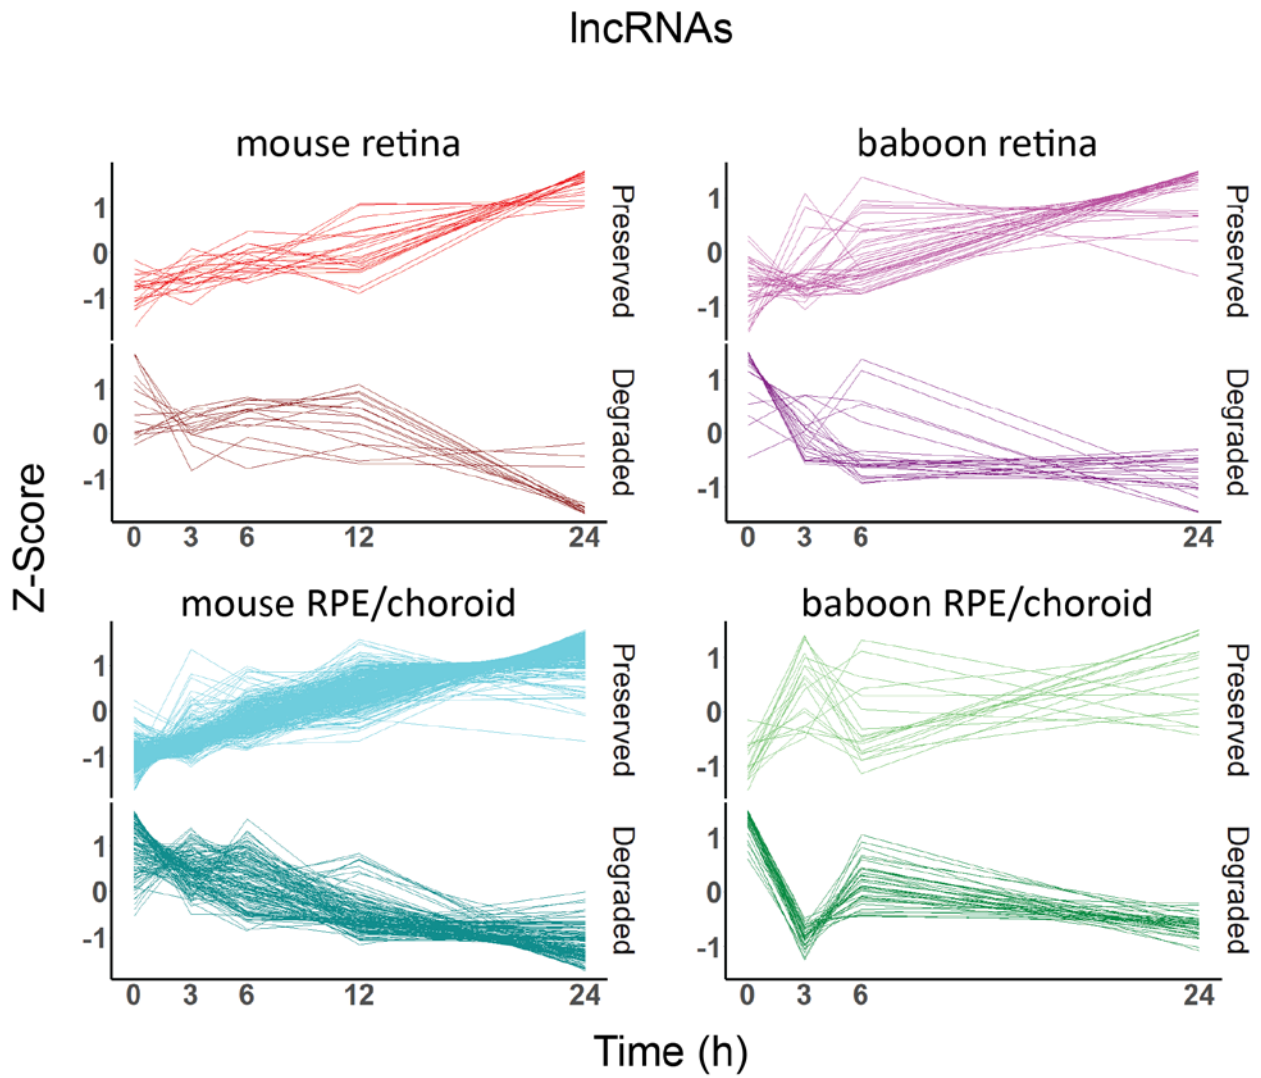 lncRNAs
mouse retina
baboon retina
1
0
-1
Preserved
1
0
-1
Preserved
1
0
-1
Degraded
1
0
-1
Degraded
0 3 6 12 24
0 3 6 24
Z-Score
mouse RPE/choroid
baboon RPE/choroid
1
0
-1
Preserved
1
0
-1
Preserved
1
0
-1
Degraded
1
0
-1
Degraded
0 3 6 12 24
0 3 6 24
Time (h)